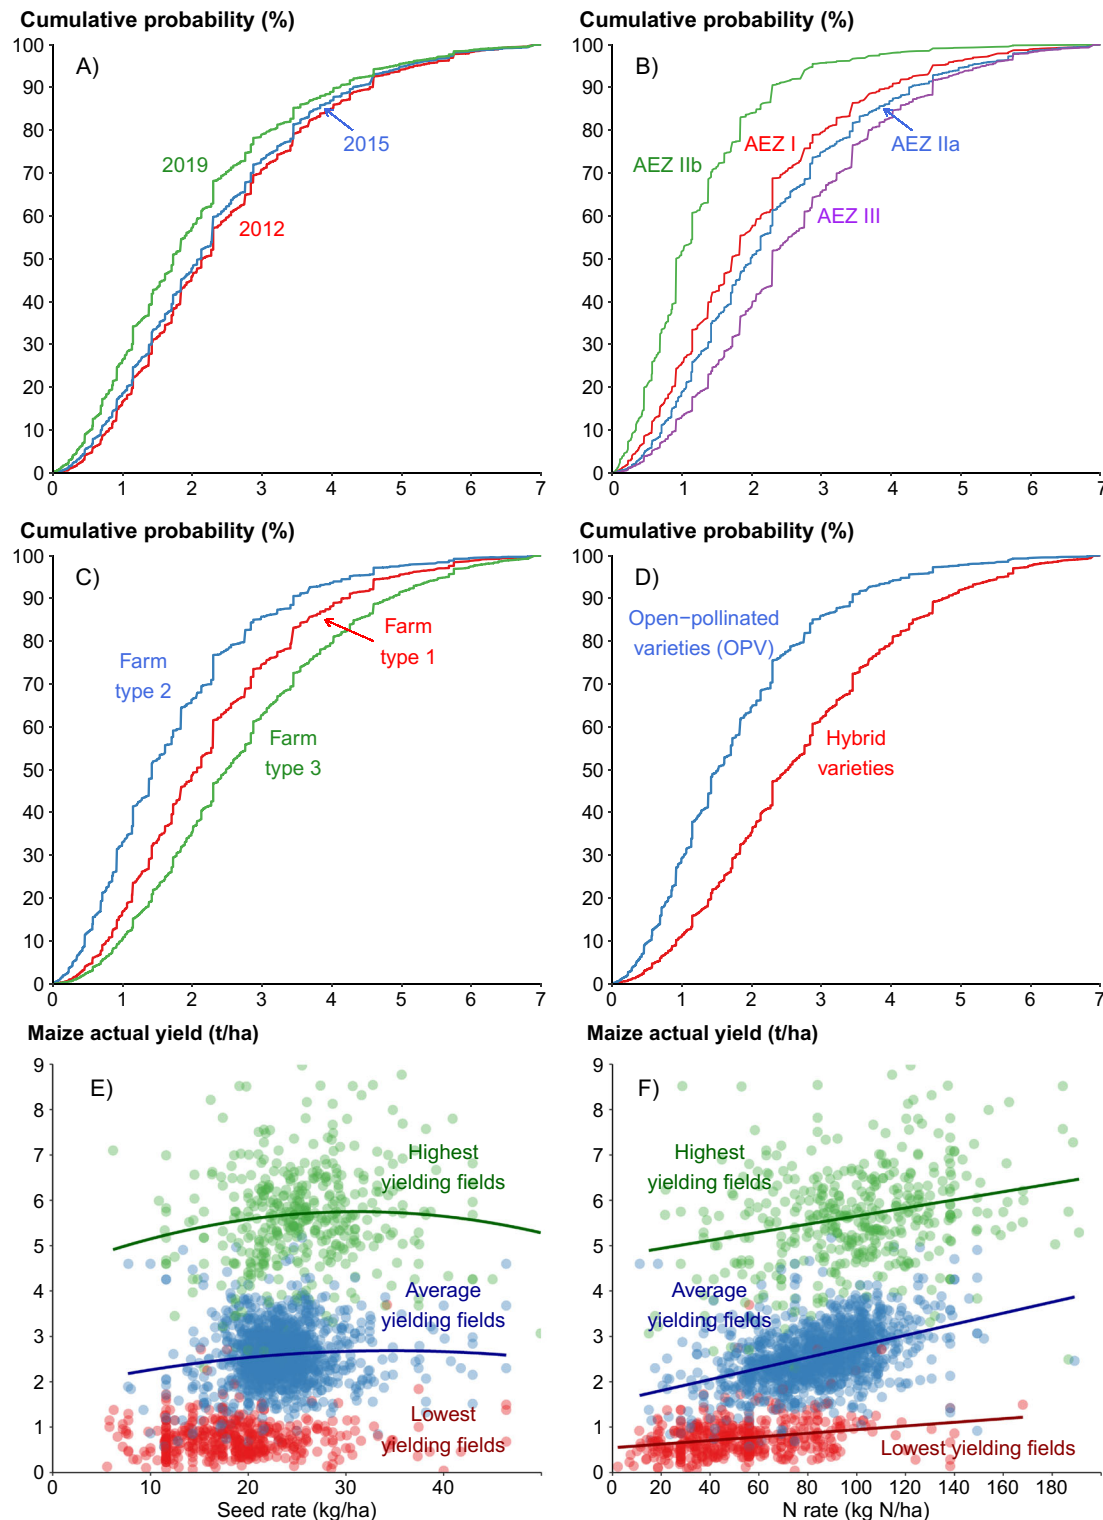 Cumulative probability (%)
A)
100
90
80
70
60
50
40
30
20
10
0
2019
2015
2012
0 1 2 3 4 5 6 7
Cumulative probability (%)
B)
100
90
80
70
60
50
40
30
20
10
0
AEZ IIb
AEZ I
AEZ IIa
AEZ III
0 1 2 3 4 5 6 7
Cumulative probability (%)
C)
100
90
80
70
60
50
40
30
20
10
0
Farm
type 2
Farm
type 1
Farm
type 3
0 1 2 3 4 5 6 7
Cumulative probability (%)
D)
100
90
80
70
60
50
40
30
20
10
0
Open−pollinated
varieties (OPV)
Hybrid
varieties
0 1 2 3 4 5 6 7
Maize actual yield (t/ha)
E)
9
8
7
6
5
4
3
2
1
0
Highest
yielding fields
Average
yielding fields
Lowest
yielding fields
0 10 20 30 40
Seed rate (kg/ha)
Maize actual yield (t/ha)
F)
9
8
7
6
5
4
3
2
1
0
Highest
yielding fields
Average
yielding fields
Lowest yielding fields
0 20 40 60 80 100 120 140 160 180
N rate (kg N/ha)